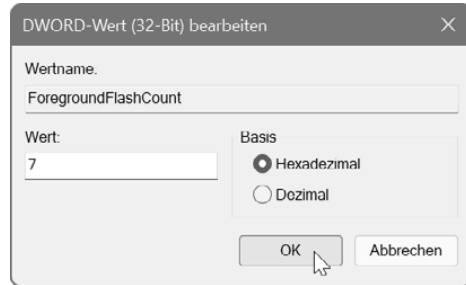 DWORD-Wert (32-Bit) bearbeiten
Wertname.
ForegroundFlashCount
Wert:
7
Basis
Hexadezimal
Dezimal
OK
Abbrechen